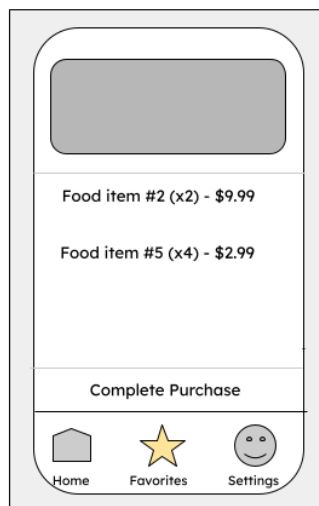 Food item #2 (x2) - $9.99
Food item #5 (x4) - $2.99
Complete Purchase
Home Favorites Settings